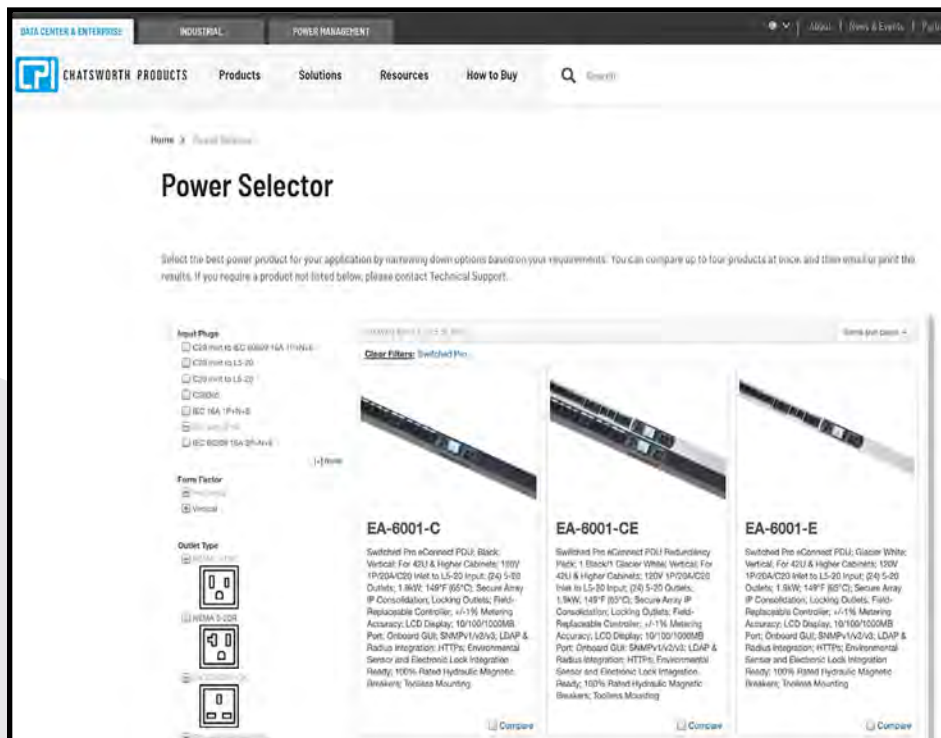 DATA CENTER & ENTERPRISE
INDUSTRIAL
POWER MANAGEMENT
About | News & Events |
CPI CHATSWORTH PRODUCTS
Products
Solutions
Resources
How to Buy
Search
Home > Power Selector
Power Selector
Select the best power product for your application by narrowing down options based on your requirements. You can compare up to four products at once, and then email or print the
results. If you require a product not listed below, please contact Technical Support.
Input Plugs
C20 inlet to IEC 60309 16A 1P+N+E
C20 inlet to L5-20
C20 inlet to L5-20
IEC 16A 1P+N+E
IEC 60309 16A 3P+N+E
[+] more
Form Factor
Vertical
Outlet Type
NEMA 5-20R
Clear Filters: Switched Pro
EA-6001-C
Switched Pro eConnect PDU; Black;
Vertical; For 42U & Higher Cabinets; 120V
1P/20A/C20 Inlet to L5-20 Input; (24) 5-20
Outlets; 1.9kW; 149°F (65°C); Secure Array
IP Consolidation; Locking Outlets; Field-
Replaceable Controller; +/-1% Metering
Accuracy; LCD Display; 10/100/1000MB
Port; Onboard GUI; SNMPv1/v2/v3; LDAP &
Radius Integration; HTTPs; Environmental
Sensor and Electronic Lock Integration
Ready; 100% Rated Hydraulic Magnetic
Breakers; Toolless Mounting
Compare
EA-6001-CE
Switched Pro eConnect PDU Redundancy
Pack; 1 Black/1 Glacier White; Vertical; For
42U & Higher Cabinets; 120V 1P/20A/C20
Inlet to L5-20 Input; (24) 5-20 Outlets;
1.9kW; 149°F (65°C); Secure Array IP
Consolidation; Locking Outlets; Field-
Replaceable Controller; +/-1% Metering
Accuracy; LCD Display; 10/100/1000MB
Port; Onboard GUI; SNMPv1/v2/v3; LDAP &
Radius Integration; HTTPs; Environmental
Sensor and Electronic Lock Integration
Ready; 100% Rated Hydraulic Magnetic
Breakers; Toolless Mounting
Compare
EA-6001-E
Switched Pro eConnect PDU; Glacier White;
Vertical; For 42U & Higher Cabinets; 120V
1P/20A/C20 Inlet to L5-20 Input; (24) 5-20
Outlets; 1.9kW; 149°F (65°C); Secure Array
IP Consolidation; Locking Outlets; Field-
Replaceable Controller; +/-1% Metering
Accuracy; LCD Display; 10/100/1000MB
Port; Onboard GUI; SNMPv1/v2/v3; LDAP &
Radius Integration; HTTPs; Environmental
Sensor and Electronic Lock Integration
Ready; 100% Rated Hydraulic Magnetic
Breakers; Toolless Mounting
Compare